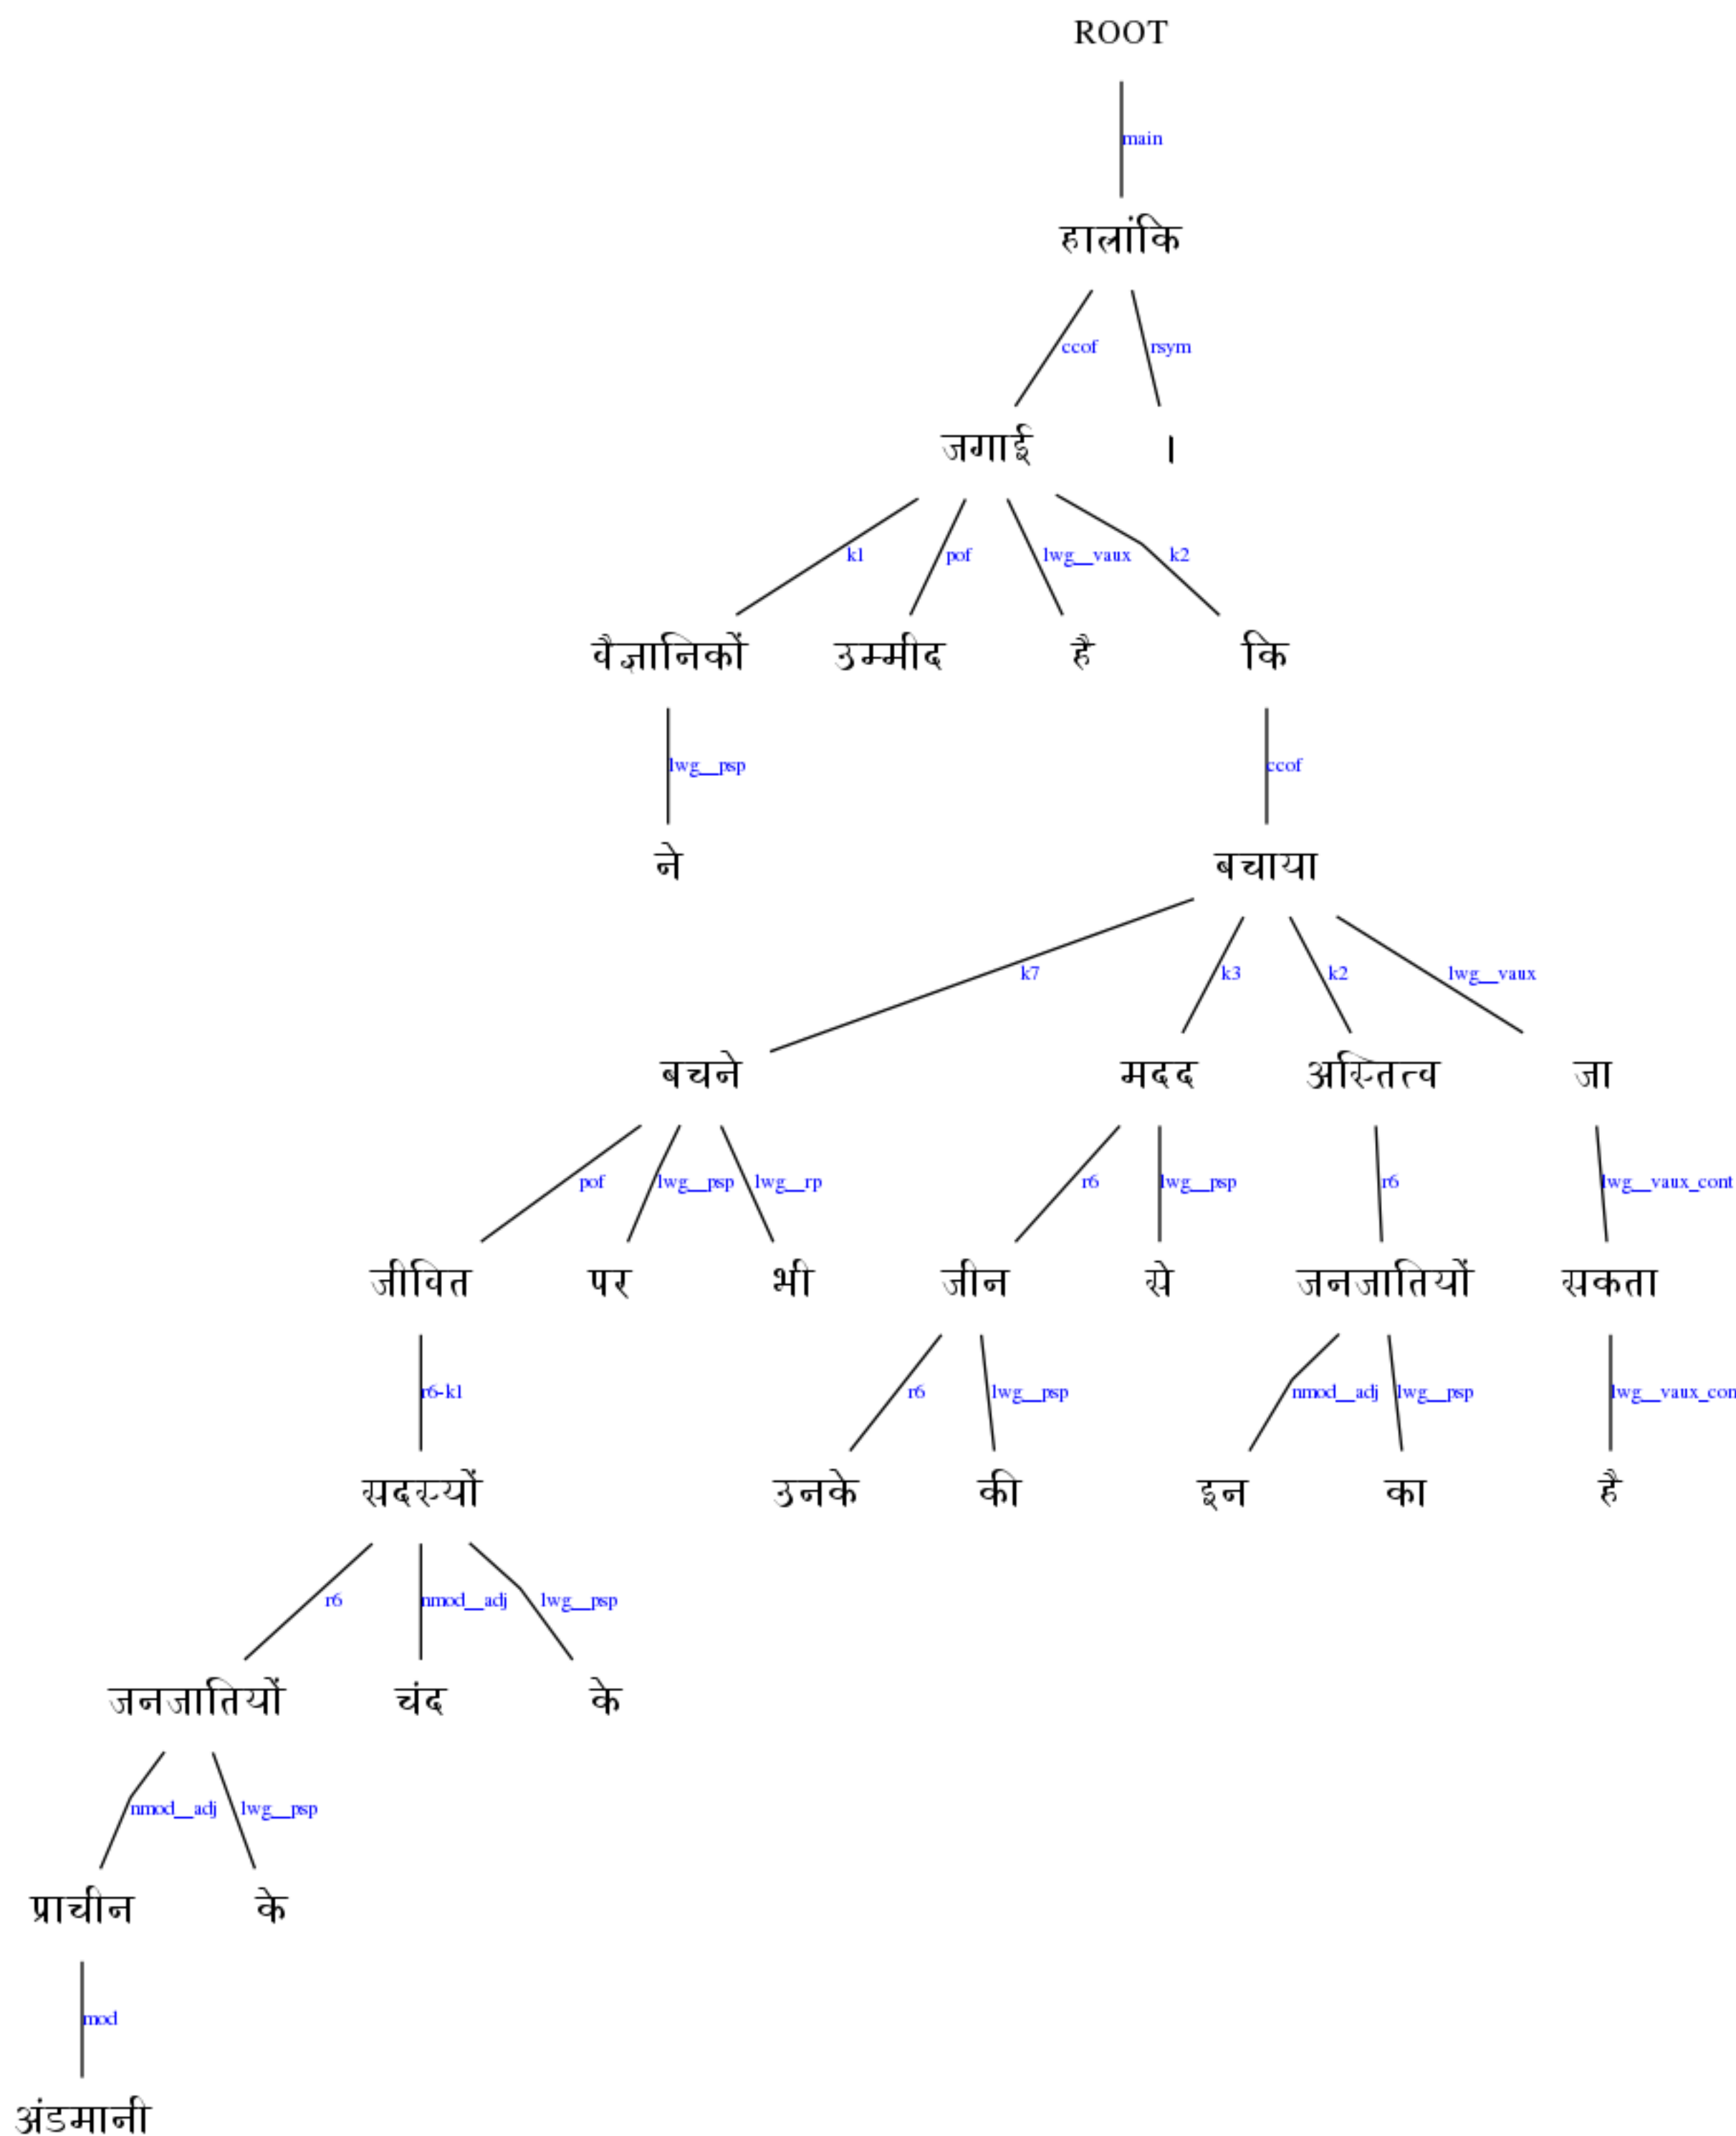 ROOT
main
हालांकि
ccof rsym
जगाई ।
k1 pof lwg__vaux k2
वैज्ञानिकों उम्मीद है कि
lwg__psp ccof
ने बचाया
k7 k3 k2 lwg__vaux
बचने मदद अस्तित्व जा
pof lwg__psp lwg__rp r6 lwg__psp r6 lwg__vaux_cont
जीवित पर भी जीन से जनजातियों सकता
r6-k1 r6 lwg__psp nmod__adj lwg__psp lwg__vaux_con
सदस्यों उनके की इन का है
r6 nmod__adj lwg__psp
जनजातियों चंद के
nmod__adj lwg__psp
प्राचीन के
mod
अंडमानी